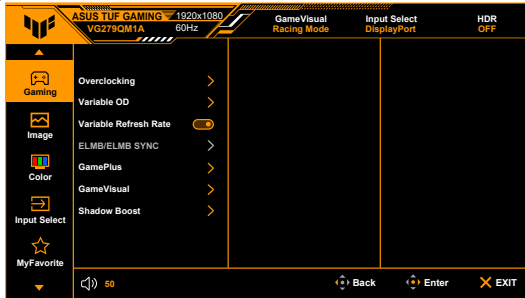 ASUS TUF GAMING 1920x1080
VG279QM1A 60Hz
GameVisual
Racing Mode
Input Select
DisplayPort
HDR
OFF
Gaming
Image
Color
Input Select
MyFavorite
Overclocking
Variable OD
Variable Refresh Rate
ELMB/ELMB SYNC
GamePlus
GameVisual
Shadow Boost
50
Back
Enter
EXIT